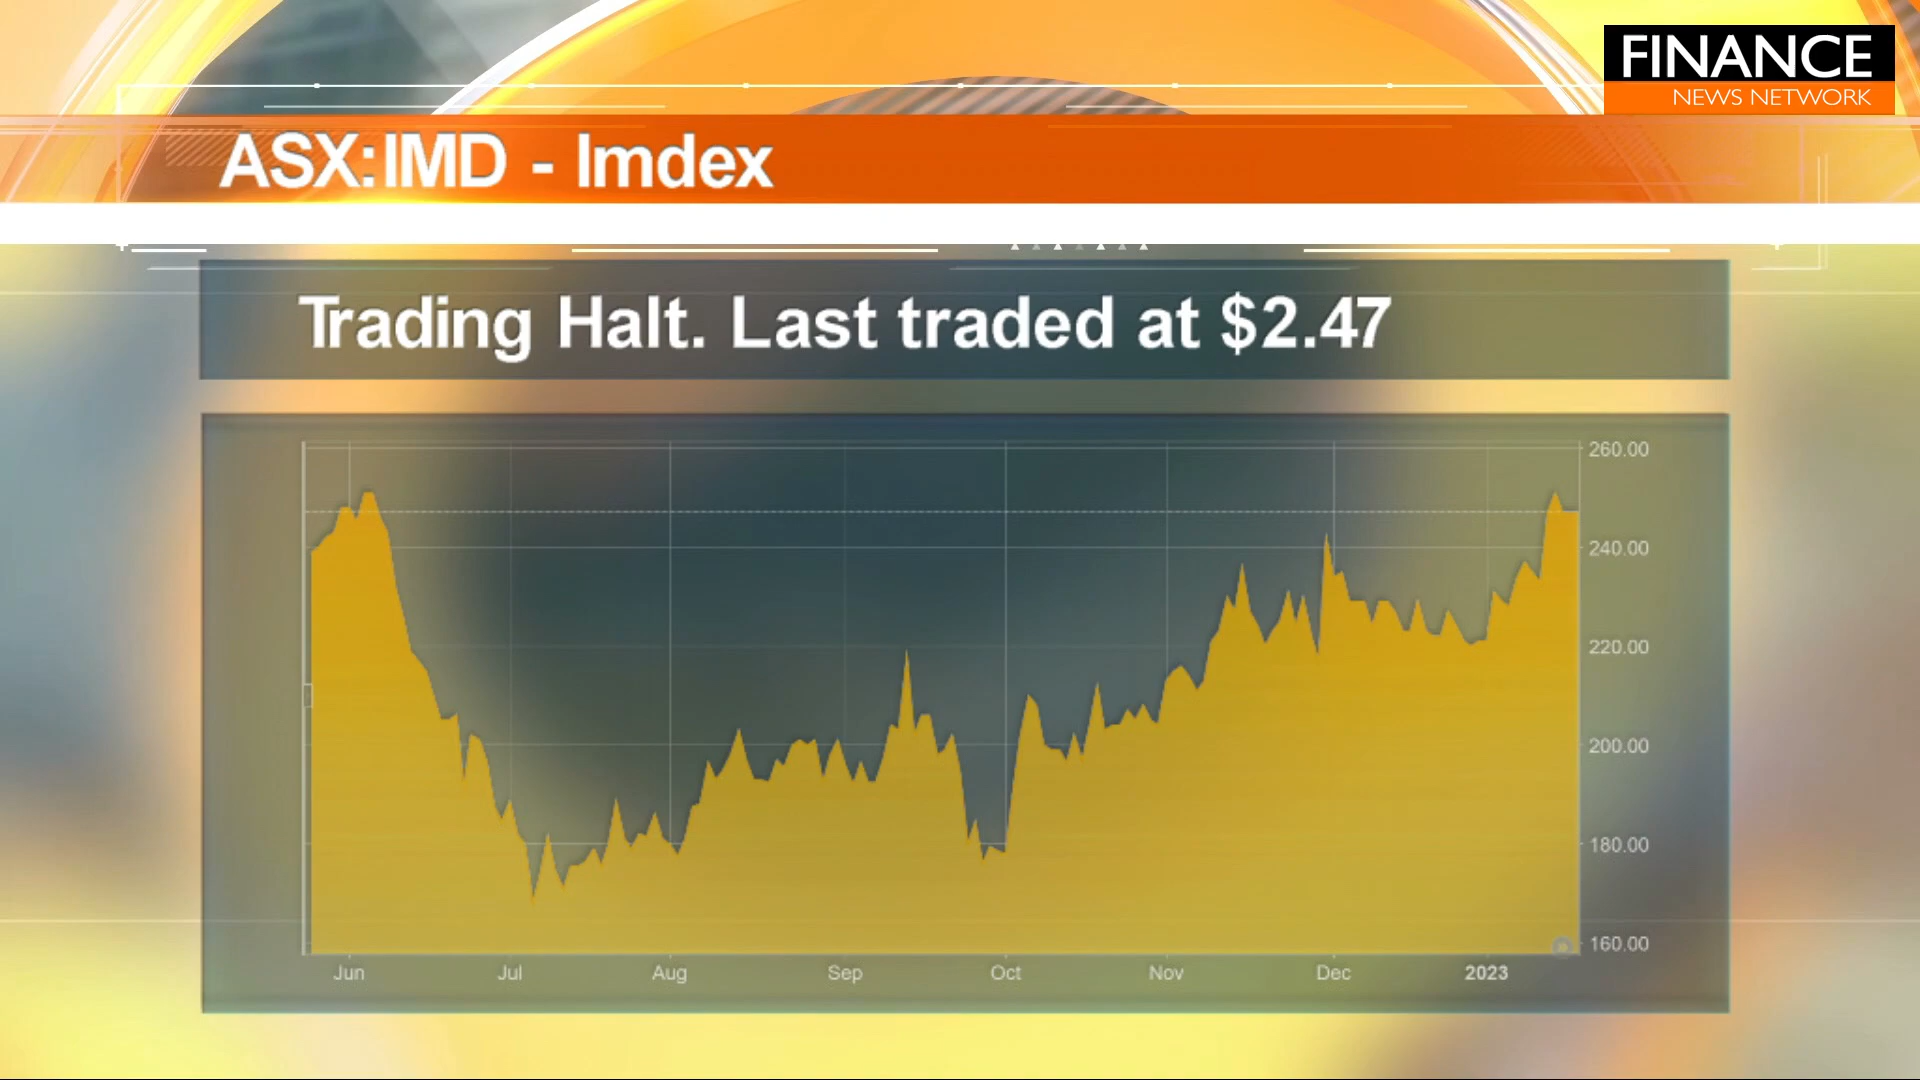 FINANCE
NEWS NETWORK
ASX:IMD - Imdex
Trading Halt. Last traded at $2.47
260.00
240.00
220.00
200.00
180.00
160.00
Jun Jul Aug Sep Oct Nov Dec 2023